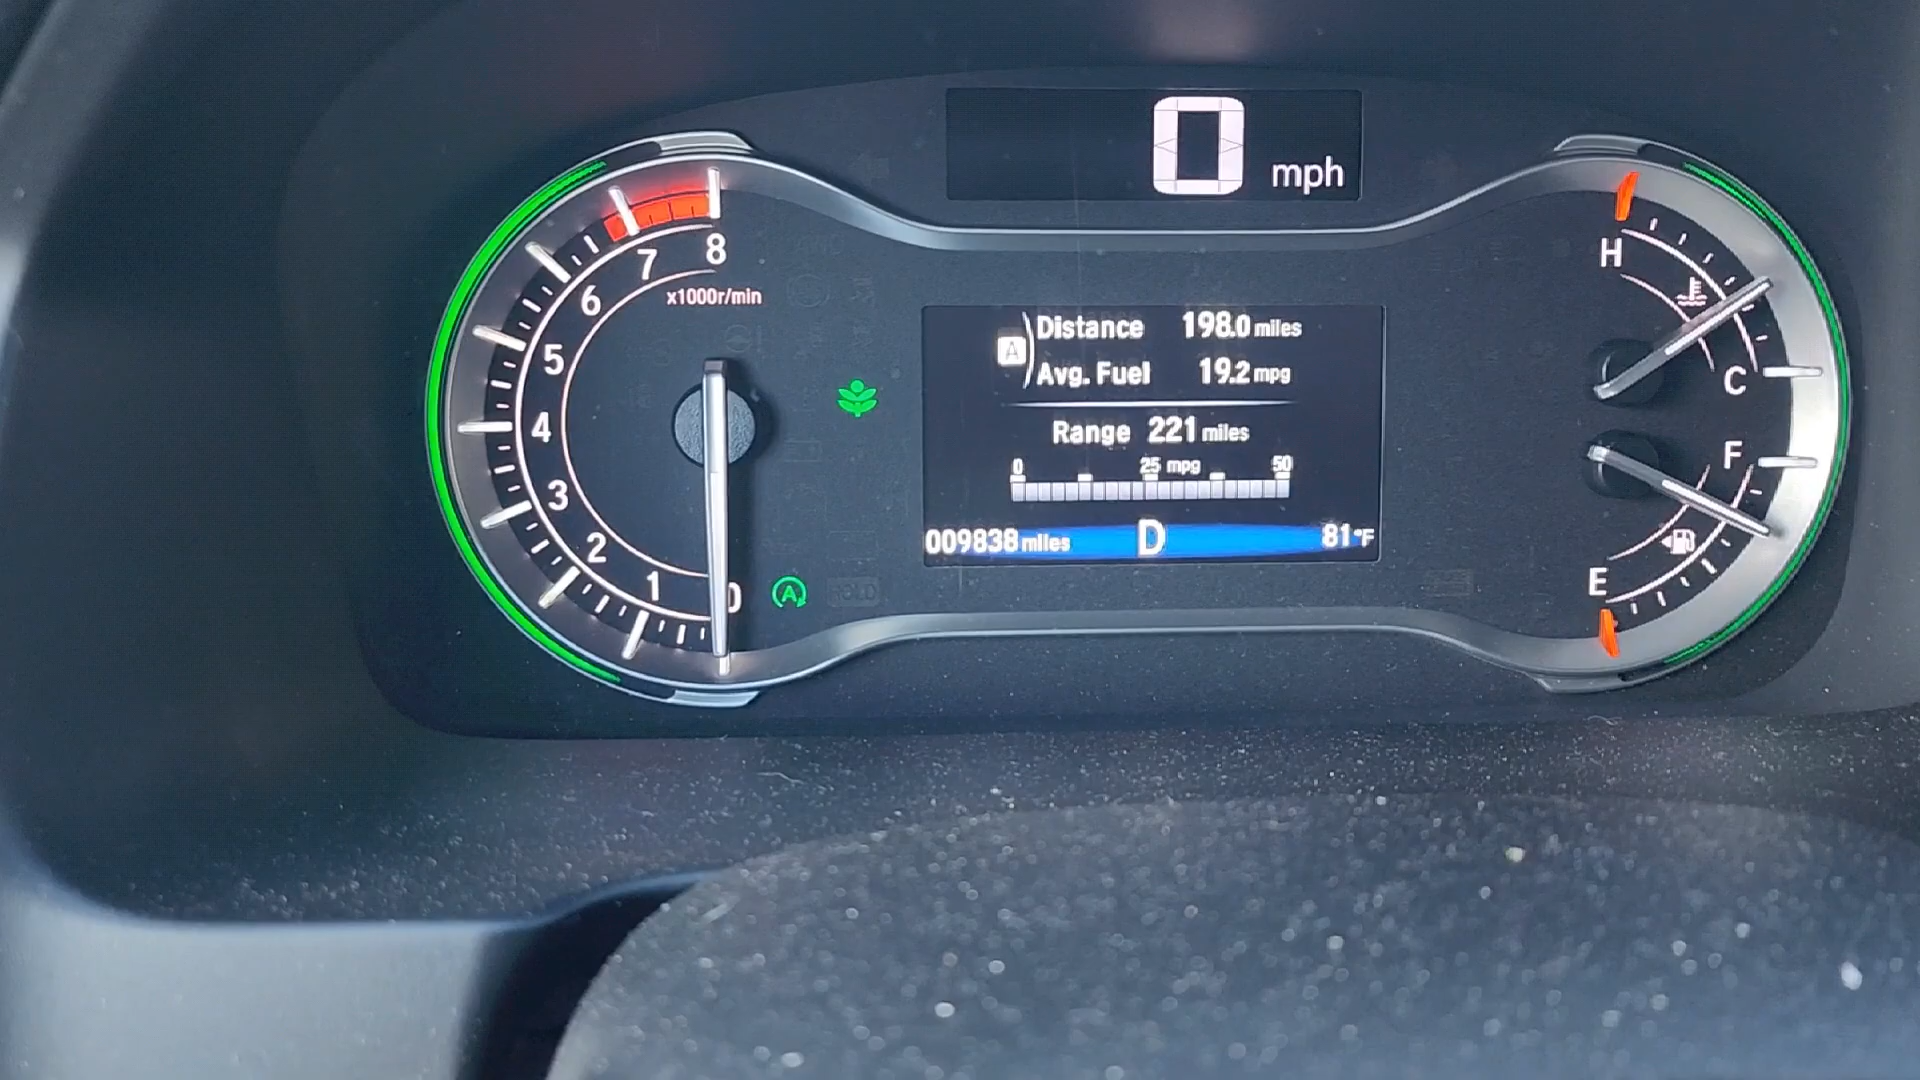 0 mph
8
7
6
5
4
3
2
1
0
x1000r/min
A
Distance 198.0 miles
Avg. Fuel 19.2 mpg
Range 221 miles
0 25 mpg 50
009838 miles D 81°F
A
HOLD
H
C
F
E